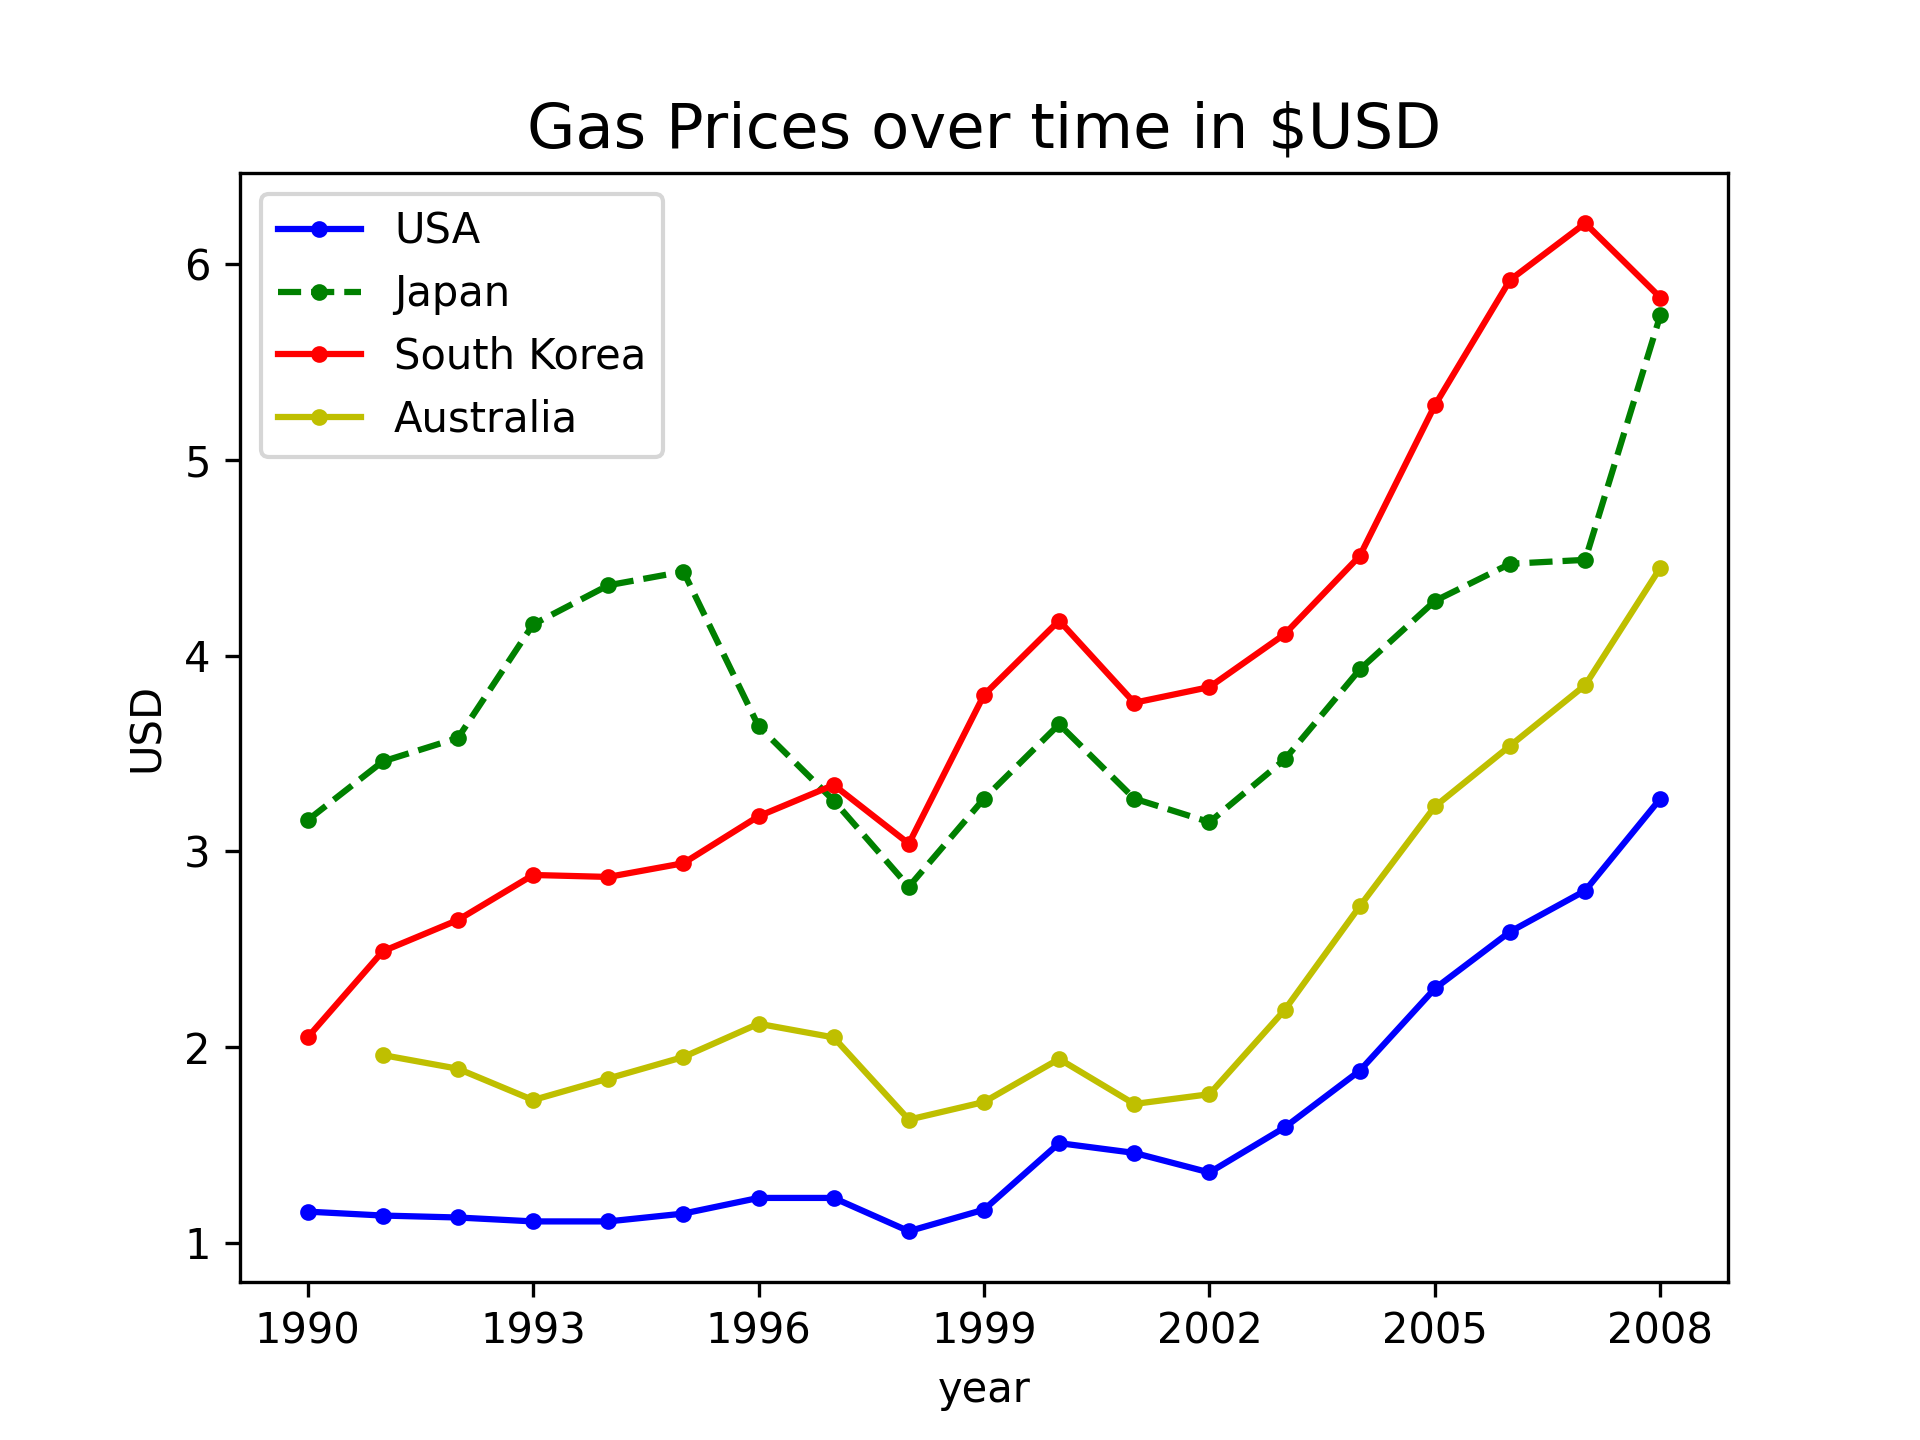 Gas Prices over time in $USD
USA
Japan
South Korea
Australia
6
5
4
3
2
1
USD
1990 1993 1996 1999 2002 2005 2008
year